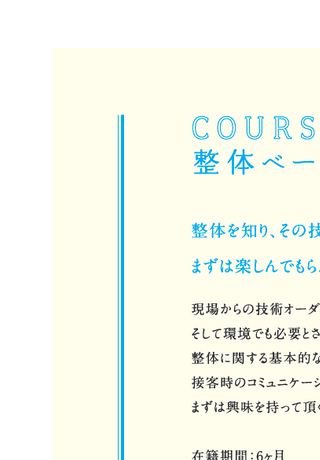 COURS
整体ベー
整体を知り、その技
まずは楽しんでもら
現場からの技術オーダ
そして環境でも必要とさ
整体に関する基本的な
接客時のコミュニケーシ
まずは興味を持って頂
在籍期間：6ヶ月